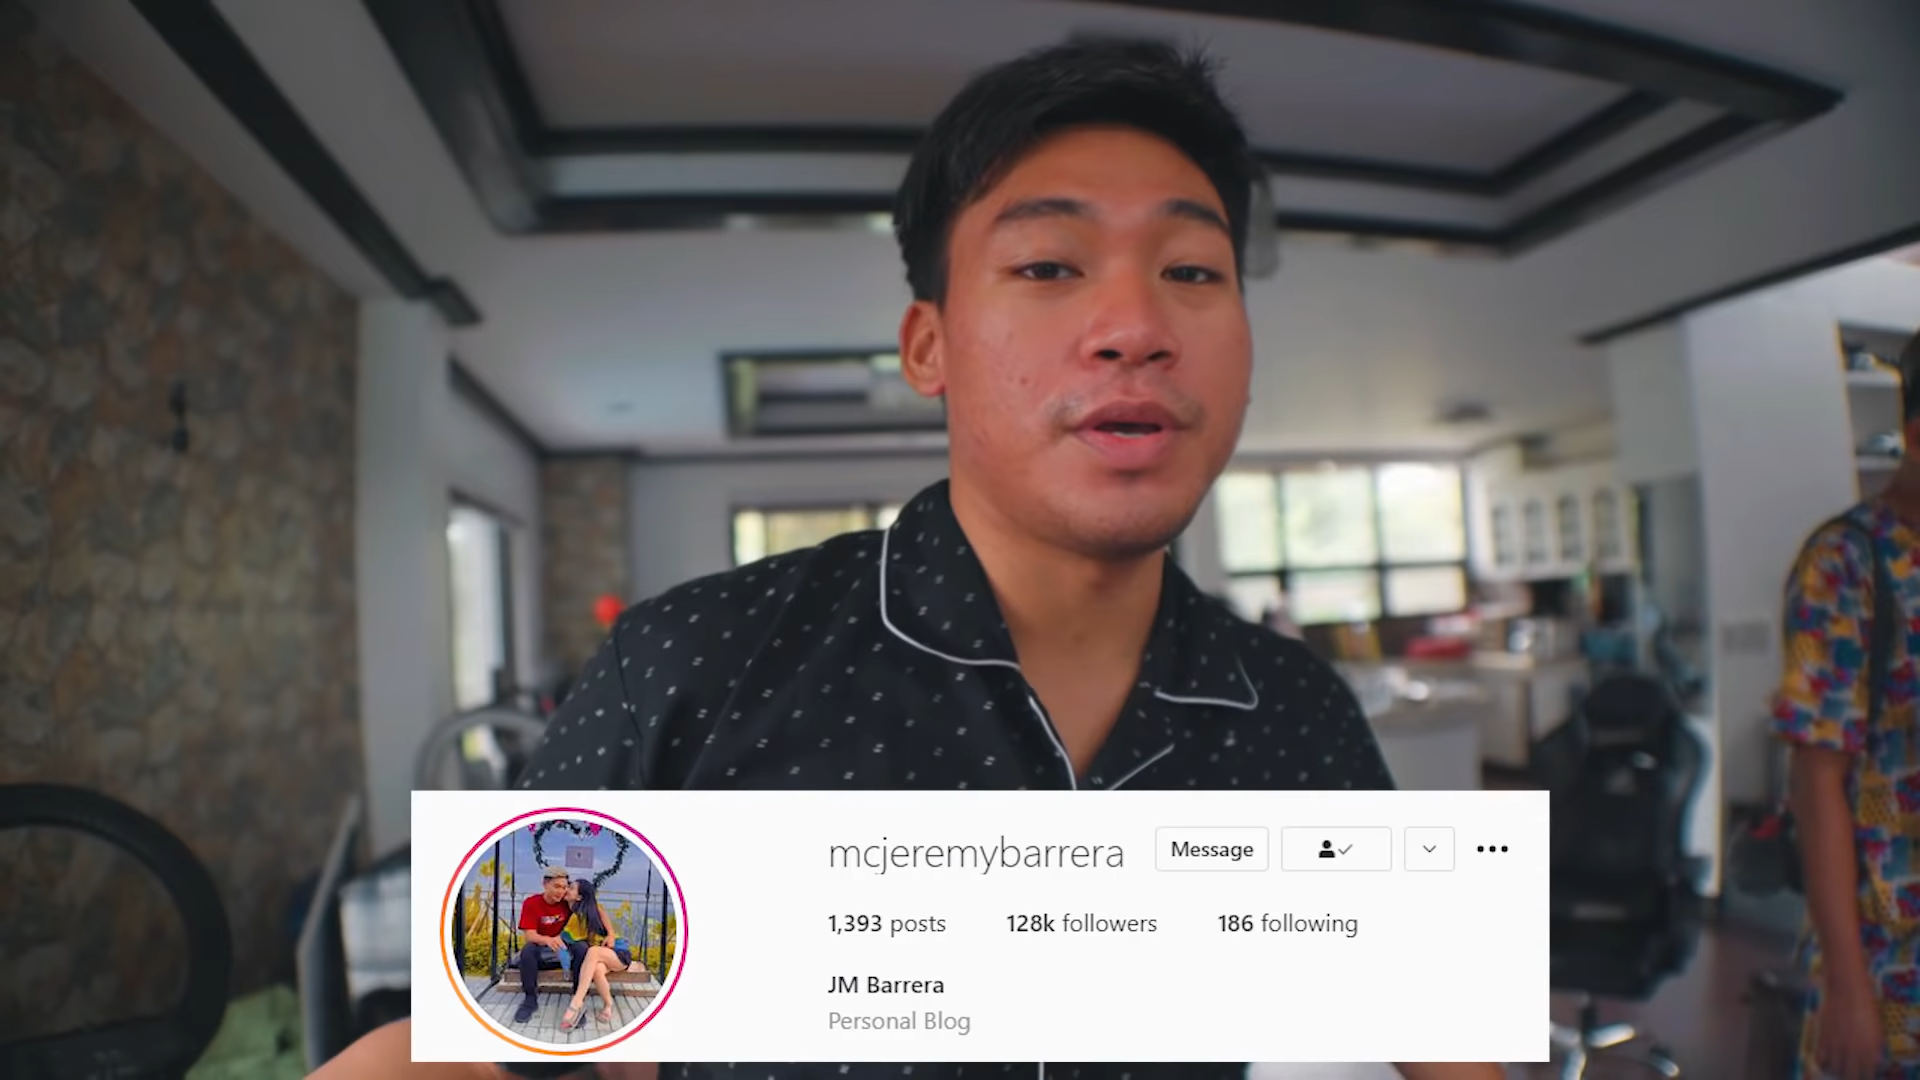 mcjeremybarrera Message
1,393 posts 128k followers 186 following
JM Barrera
Personal Blog